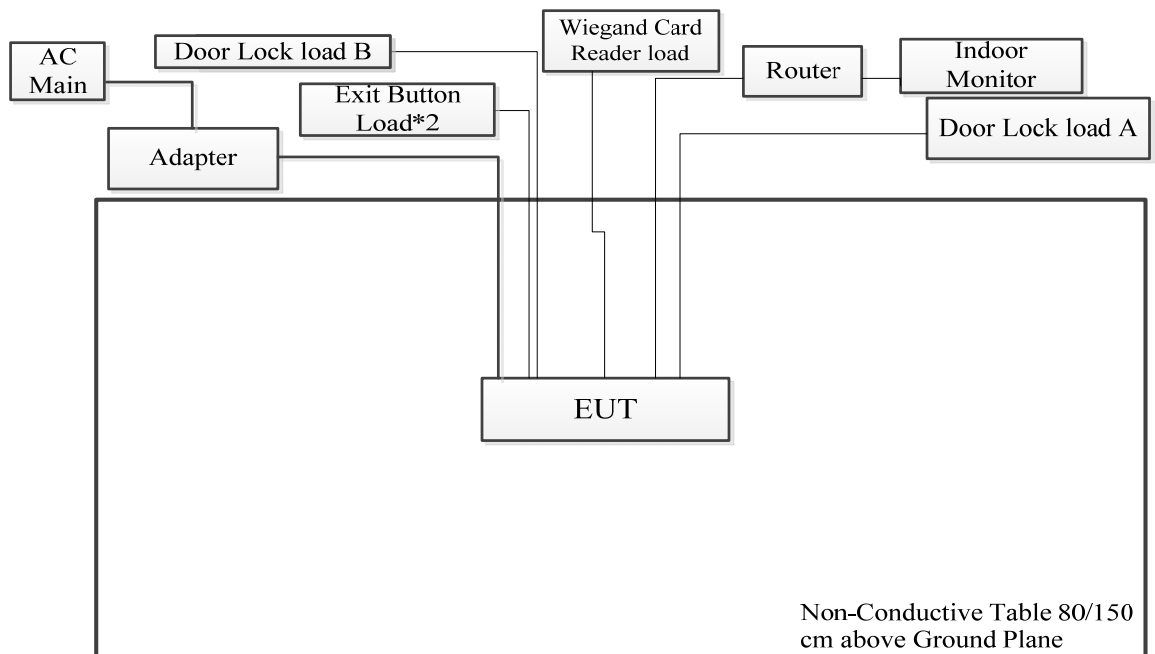 AC
Main
Door Lock load B
Wiegand Card
Reader load
Router
Indoor
Monitor
Exit Button
Load*2
Door Lock load A
Adapter
EUT
Non-Conductive Table 80/150
cm above Ground Plane